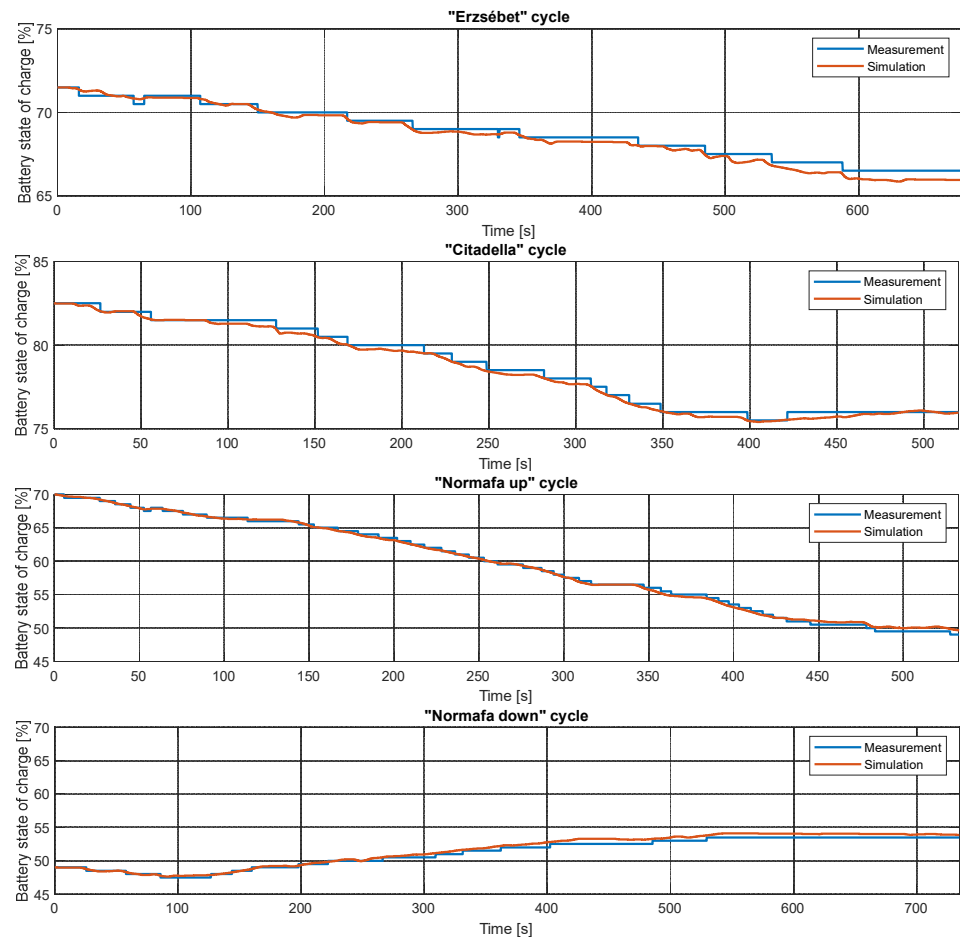 "Erzsébet" cycle
Battery state of charge [%]
75
70
65
Measurement
Simulation
0 100 200 300 400 500 600
Time [s]
"Citadella" cycle
Battery state of charge [%]
85
80
75
Measurement
Simulation
0 50 100 150 200 250 300 350 400 450 500
Time [s]
"Normafa up" cycle
Battery state of charge [%]
70
65
60
55
50
45
Measurement
Simulation
0 50 100 150 200 250 300 350 400 450 500
Time [s]
"Normafa down" cycle
Battery state of charge [%]
70
65
60
55
50
45
Measurement
Simulation
0 100 200 300 400 500 600 700
Time [s]